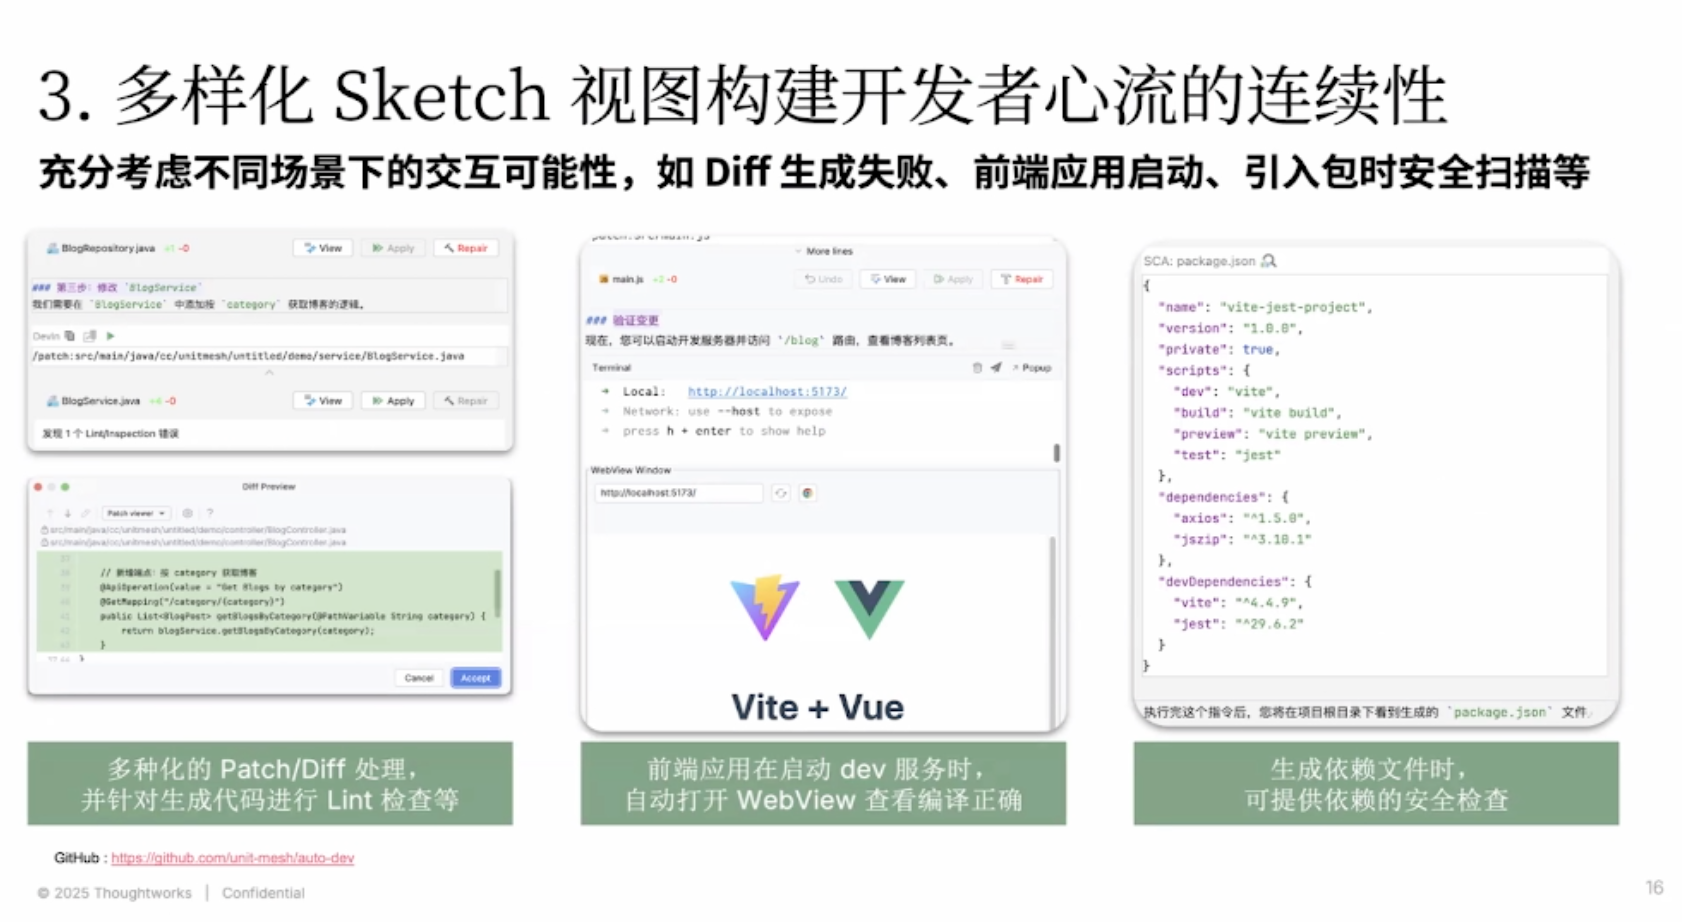 3. 多样化 Sketch 视图构建开发者心流的连续性
充分考虑不同场景下的交互可能性，如 Diff 生成失败、前端应用启动、引入包时安全扫描等
BlogRepository.java +1 -0 View Apply Repair
### 第三步：修改 `BlogService`
我们需要在 `BlogService` 中添加按 `category` 获取博客的逻辑。
Devin
/patch:src/main/java/cc/unitmesh/untitled/demo/service/BlogService.java
BlogService.java +4 -0 View Apply Repair
发现 1 个 Lint/Inspection 错误
Diff Preview
Patch viewer ?
src/main/java/cc/unitmesh/untitled/demo/controller/BlogController.java
src/main/java/cc/unitmesh/untitled/demo/controller/BlogController.java
// 新增端点：按 category 获取博客
@ApiOperation(value = "Get Blogs by category")
@GetMapping("/category/{category}")
public List<BlogPost> getBlogsByCategory(@PathVariable String category) {
return blogService.getBlogsByCategory(category);
}
}
Cancel Accept
多种化的 Patch/Diff 处理，
并针对生成代码进行 Lint 检查等
More lines
main.js +2 -0 Undo View Apply Repair
### 验证变更
现在，您可以启动开发服务器并访问 `/blog` 路由，查看博客列表页。
Terminal Popup
➜ Local: http://localhost:5173/
➜ Network: use --host to expose
➜ press h + enter to show help
WebView Window
http://localhost:5173/
Vite + Vue
前端应用在启动 dev 服务时，
自动打开 WebView 查看编译正确
SCA: package.json
{
"name": "vite-jest-project",
"version": "1.0.0",
"private": true,
"scripts": {
"dev": "vite",
"build": "vite build",
"preview": "vite preview",
"test": "jest"
},
"dependencies": {
"axios": "^1.5.0",
"jszip": "^3.10.1"
},
"devDependencies": {
"vite": "^4.4.9",
"jest": "^29.6.2"
}
}
执行完这个指令后，您将在项目根目录下看到生成的 `package.json` 文件。
生成依赖文件时，
可提供依赖的安全检查
GitHub : https://github.com/unit-mesh/auto-dev
© 2025 Thoughtworks | Confidential
16